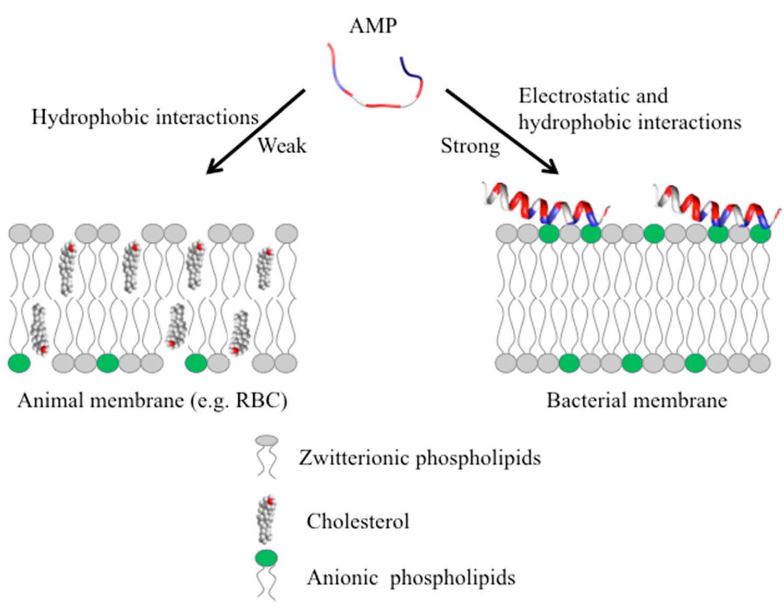 AMP
Hydrophobic interactions
Weak
Electrostatic and
hydrophobic interactions
Strong
Animal membrane (e.g. RBC)
Bacterial membrane
Zwitterionic phospholipids
Cholesterol
Anionic phospholipids